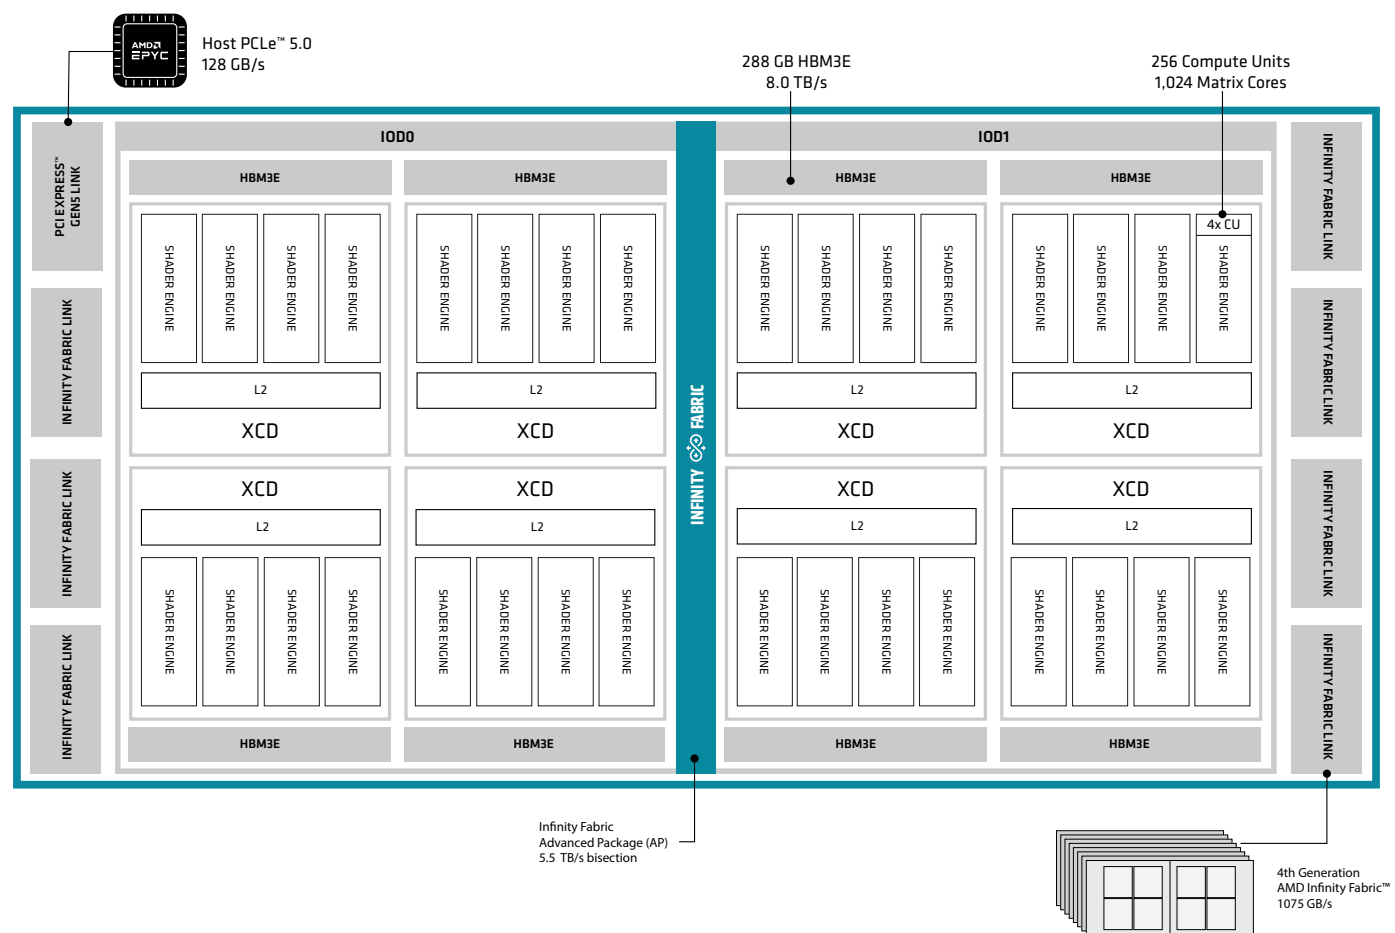 AMD
EPYC
Host PCLe™ 5.0
128 GB/s
288 GB HBM3E
8.0 TB/s
256 Compute Units
1,024 Matrix Cores
PCI EXPRESS™
GEN5 LINK
INFINITY FABRIC LINK
INFINITY FABRIC LINK
INFINITY FABRIC LINK
IOD0
HBM3E
HBM3E
SHADER ENGINE
SHADER ENGINE
SHADER ENGINE
SHADER ENGINE
SHADER ENGINE
SHADER ENGINE
SHADER ENGINE
SHADER ENGINE
L2
L2
XCD
XCD
XCD
XCD
L2
L2
SHADER ENGINE
SHADER ENGINE
SHADER ENGINE
SHADER ENGINE
SHADER ENGINE
SHADER ENGINE
SHADER ENGINE
SHADER ENGINE
HBM3E
HBM3E
INFINITY FABRIC
IOD1
HBM3E
HBM3E
4x CU
SHADER ENGINE
SHADER ENGINE
SHADER ENGINE
SHADER ENGINE
SHADER ENGINE
SHADER ENGINE
SHADER ENGINE
SHADER ENGINE
L2
L2
XCD
XCD
XCD
XCD
L2
L2
SHADER ENGINE
SHADER ENGINE
SHADER ENGINE
SHADER ENGINE
SHADER ENGINE
SHADER ENGINE
SHADER ENGINE
SHADER ENGINE
HBM3E
HBM3E
INFINITY FABRIC LINK
INFINITY FABRIC LINK
INFINITY FABRIC LINK
INFINITY FABRIC LINK
Infinity Fabric
Advanced Package (AP)
5.5 TB/s bisection
4th Generation
AMD Infinity Fabric™
1075 GB/s